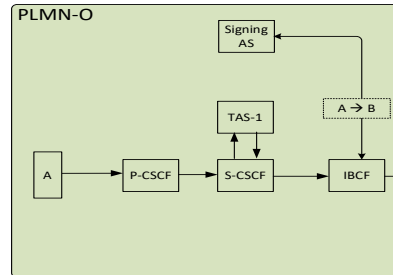 PLMN-O
Signing
AS
A → B
TAS-1
A
P-CSCF
S-CSCF
IBCF